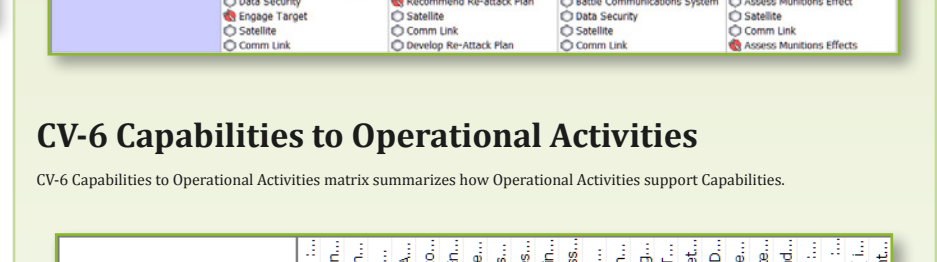 Data Security Recommend Re-attack Plan Battle Communications System Assess Munitions Effect
Engage Target Satellite Data Security Satellite
Satellite Comm Link Satellite Comm Link
Comm Link Develop Re-Attack Plan Comm Link Assess Munitions Effects
CV-6 Capabilities to Operational Activities
CV-6 Capabilities to Operational Activities matrix summarizes how Operational Activities support Capabilities.